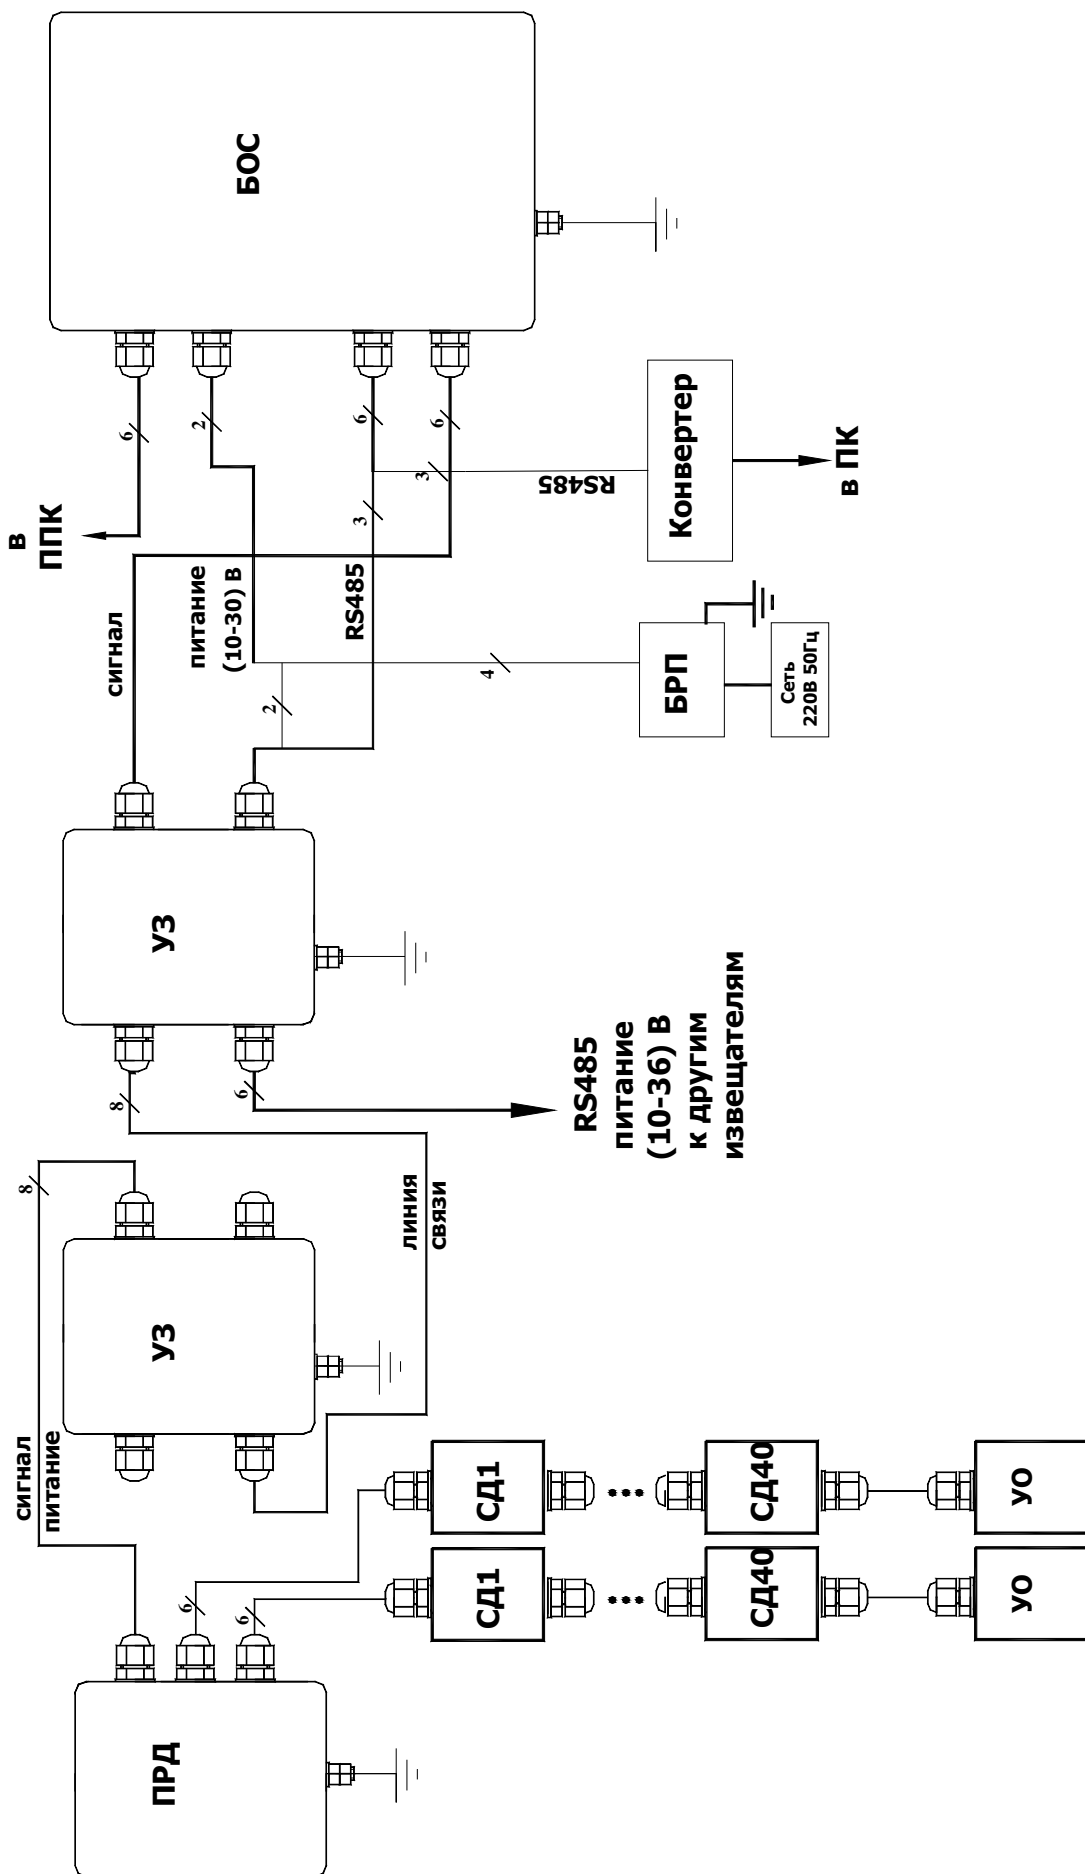 БОС
6
2
6
6
в
ППК
3
3
RS485
Конвертер
в ПК
сигнал
питание
(10-30) В
RS485
2
4
БРП
Сеть
220В 50Гц
УЗ
8
6
RS485
питание
(10-36) В
к другим
извещателям
8
линия
связи
УЗ
сигнал
питание
СД1
•••
СД40
УО
6
6
СД1
•••
СД40
УО
ПРД